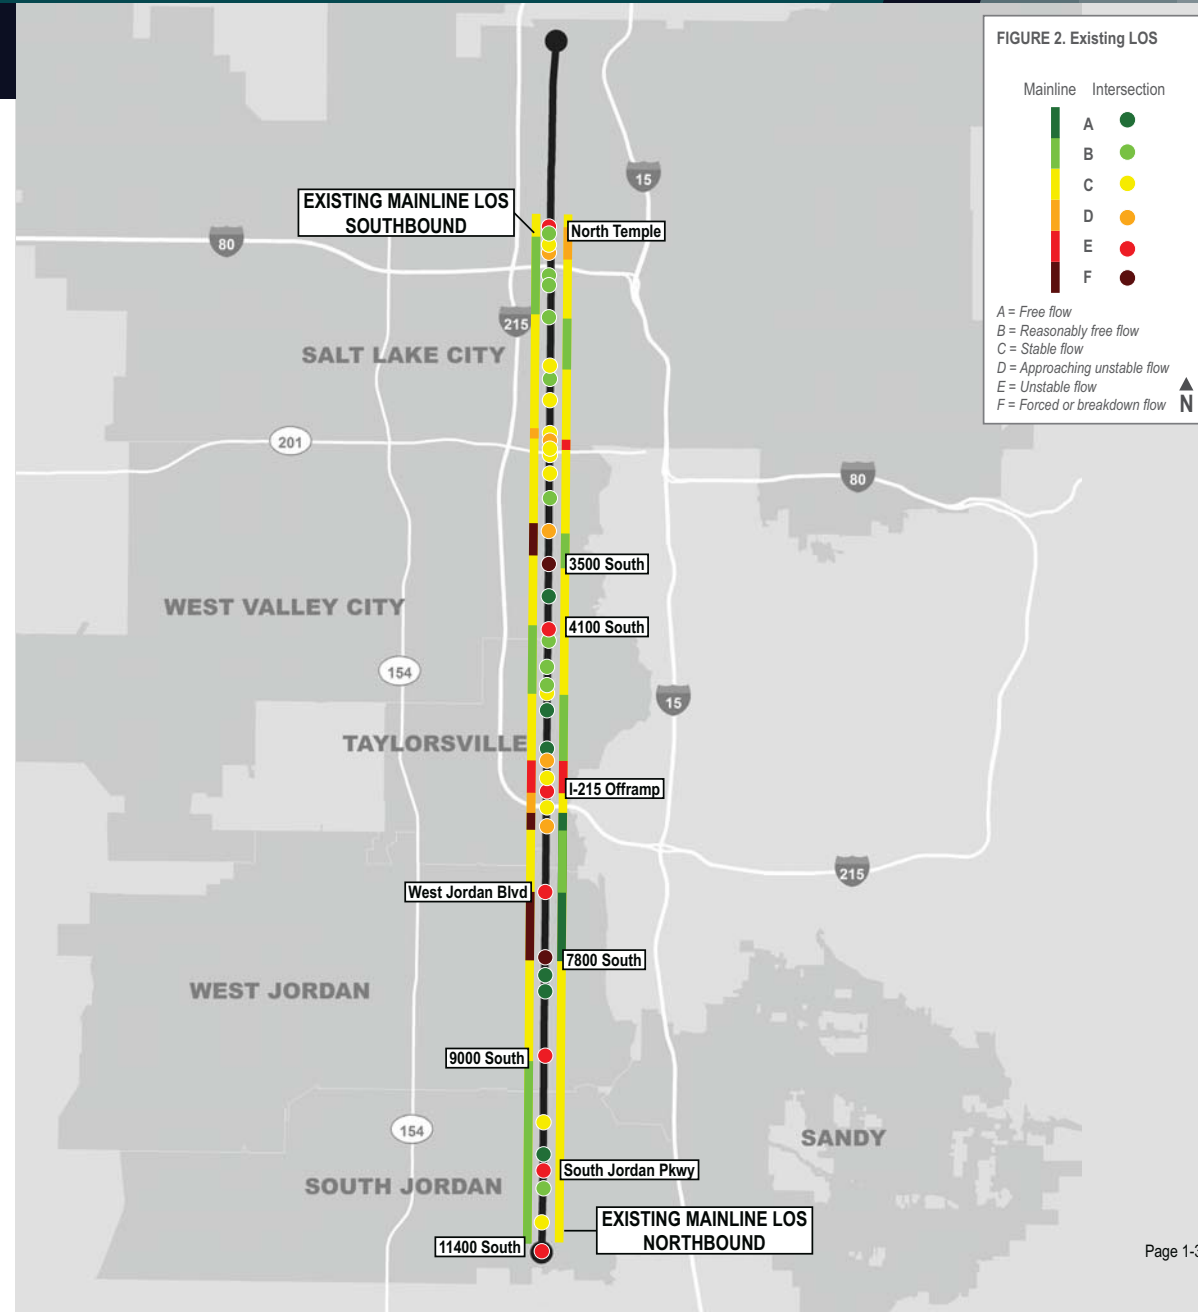 FIGURE 2. Existing LOS
Mainline Intersection
A
B
C
D
E
F
A = Free flow
B = Reasonably free flow
C = Stable flow
D = Approaching unstable flow
E = Unstable flow
F = Forced or breakdown flow
N
15
EXISTING MAINLINE LOS
SOUTHBOUND
North Temple
80
215
SALT LAKE CITY
201
80
3500 South
WEST VALLEY CITY
4100 South
154
15
TAYLORSVILLE
I-215 Offramp
215
West Jordan Blvd
7800 South
WEST JORDAN
9000 South
154
SANDY
South Jordan Pkwy
SOUTH JORDAN
EXISTING MAINLINE LOS
NORTHBOUND
11400 South
Page 1-3